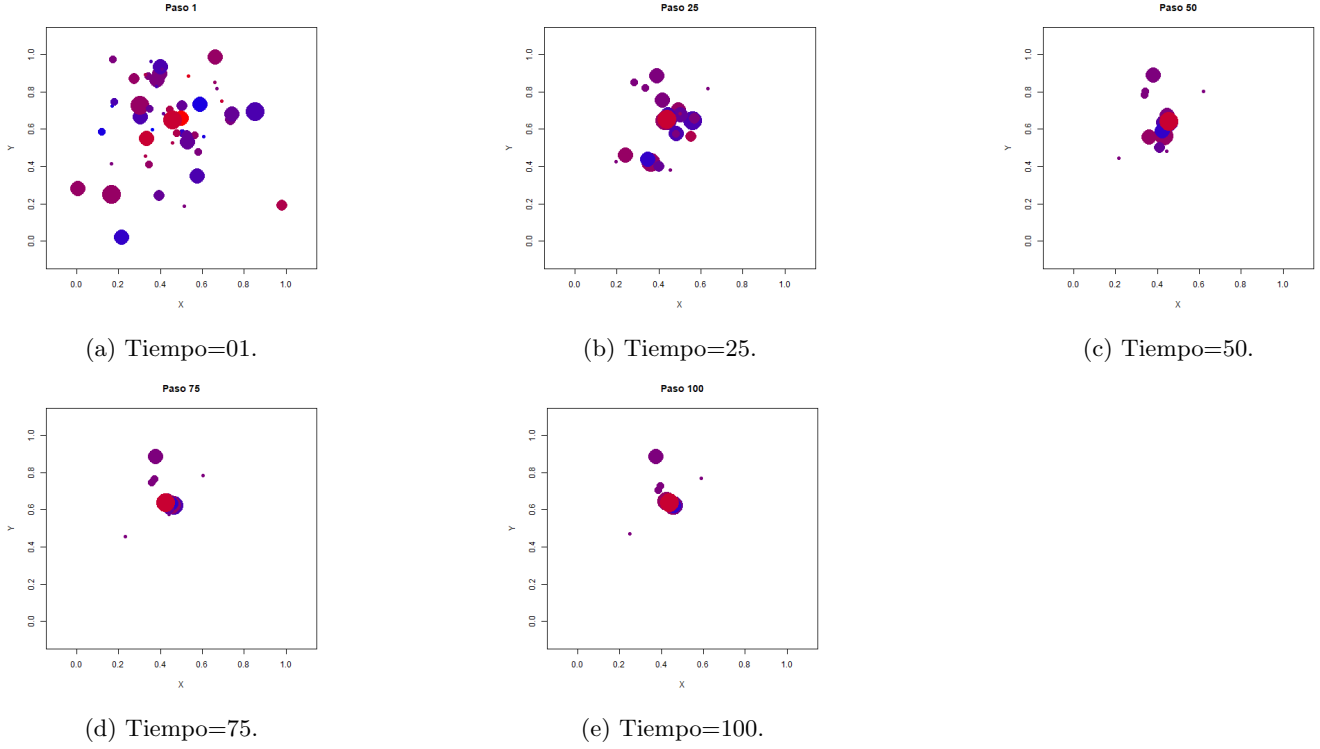 Paso 1
Y
1.0
0.8
0.6
0.4
0.2
0.0
0.0 0.2 0.4 0.6 0.8 1.0
X
(a) Tiempo=01.
Paso 25
Y
1.0
0.8
0.6
0.4
0.2
0.0
0.0 0.2 0.4 0.6 0.8 1.0
X
(b) Tiempo=25.
Paso 50
Y
1.0
0.8
0.6
0.4
0.2
0.0
0.0 0.2 0.4 0.6 0.8 1.0
X
(c) Tiempo=50.
Paso 75
Y
1.0
0.8
0.6
0.4
0.2
0.0
0.0 0.2 0.4 0.6 0.8 1.0
X
(d) Tiempo=75.
Paso 100
Y
1.0
0.8
0.6
0.4
0.2
0.0
0.0 0.2 0.4 0.6 0.8 1.0
X
(e) Tiempo=100.